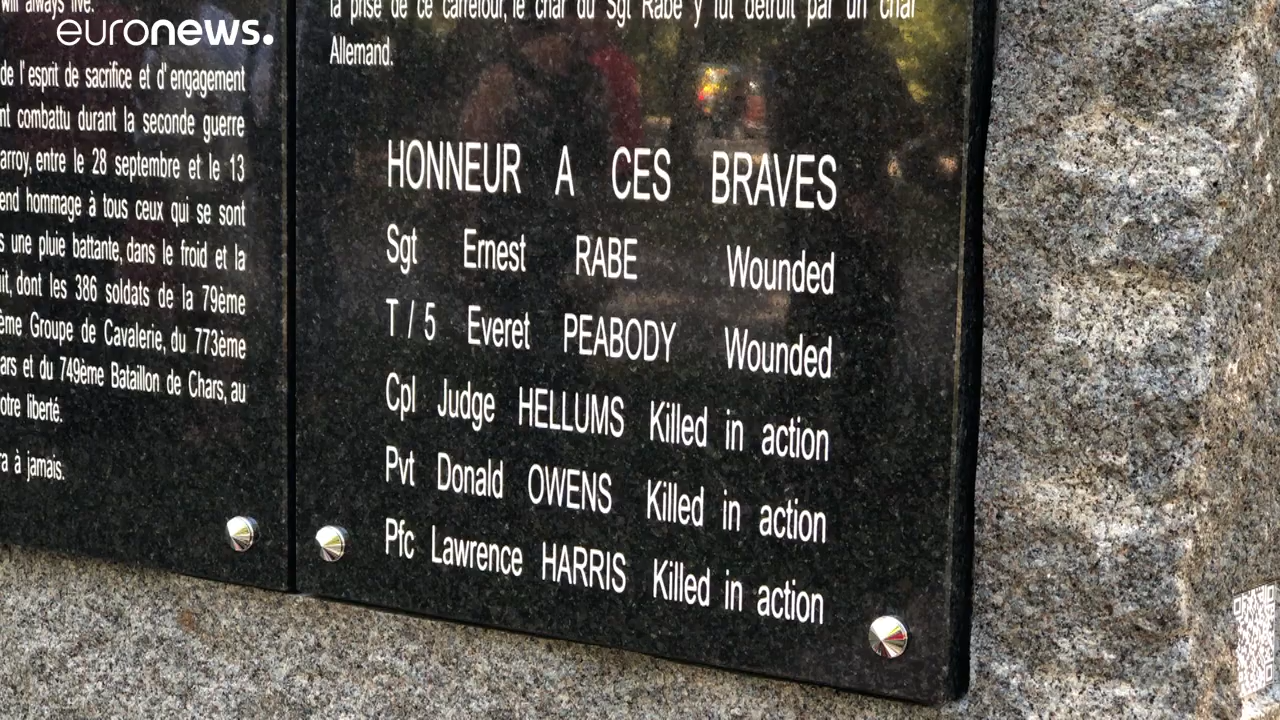 will always live.
euronews.
de l'esprit de sacrifice et d'engagement
nt combattu durant la seconde guerre
arroy, entre le 28 septembre et le 13
end hommage à tous ceux qui se sont
s une pluie battante, dans le froid et la
it, dont les 386 soldats de la 79ème
ème Groupe de Cavalerie, du 773ème
ars et du 749ème Bataillon de Chars, au
otre liberté.
ra à jamais.
la prise de ce carrefour, le char du Sgt Rabe y fut détruit par un char
Allemand.
HONNEUR A CES BRAVES
Sgt Ernest RABE Wounded
T / 5 Everet PEABODY Wounded
Cpl Judge HELLUMS Killed in action
Pvt Donald OWENS Killed in action
Pfc Lawrence HARRIS Killed in action